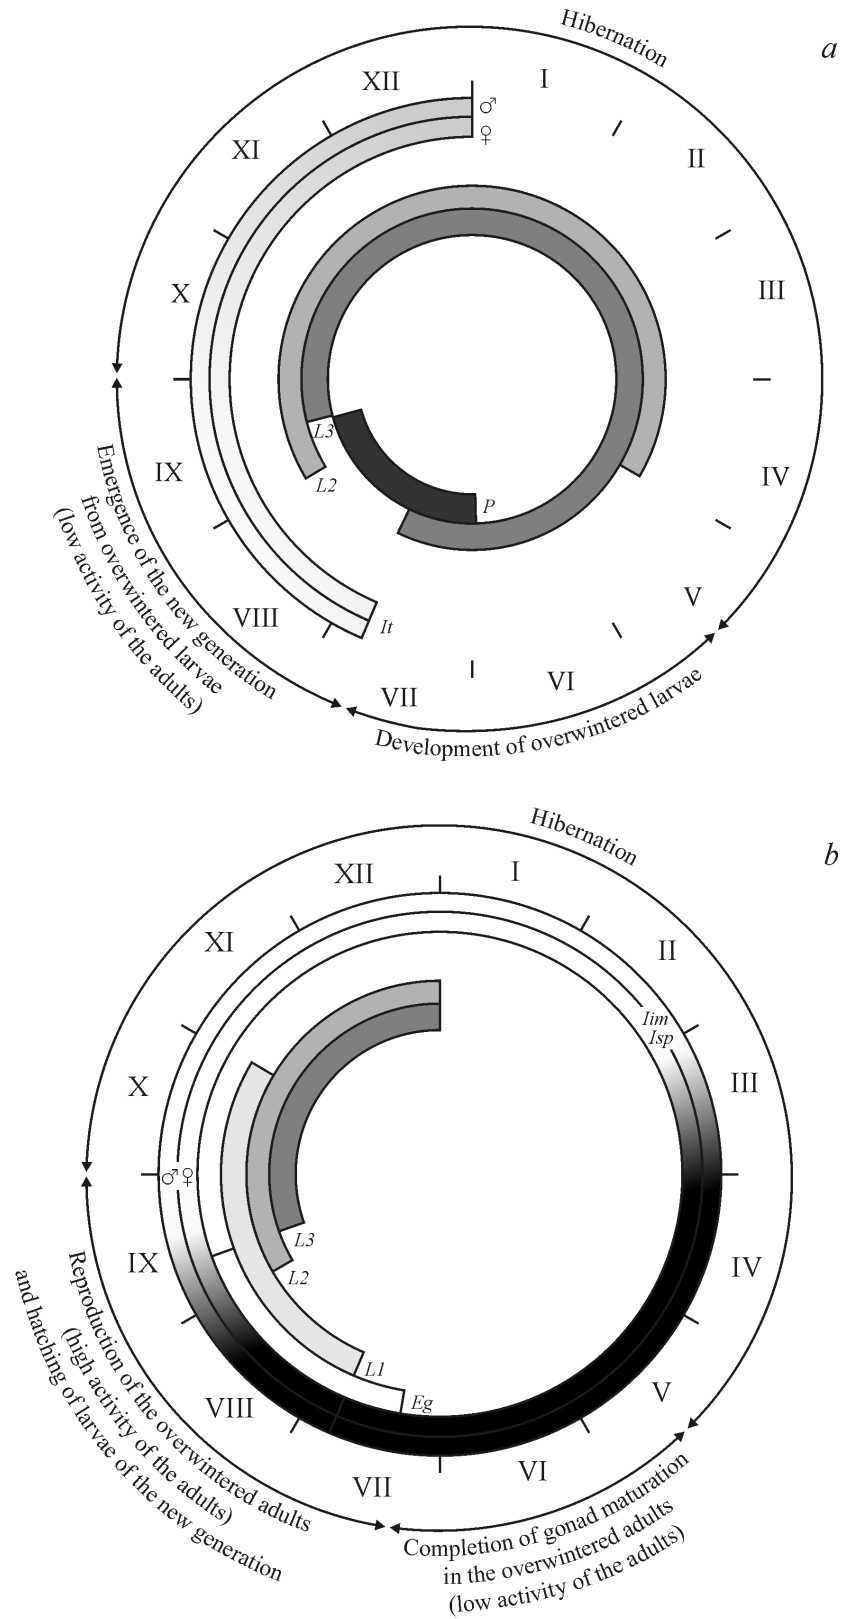 a
Hibernation
I
II
III
IV
V
VI
VII
VIII
IX
X
XI
XII
♂
♀
L3
L2
P
It
Emergence of the new generation
from overwintered larvae
(low activity of the adults)
Development of overwintered larvae
b
Hibernation
I
II
III
IV
V
VI
VII
VIII
IX
X
XI
XII
Iim
Isp
♂♀
L3
L2
L1
Eg
Reproduction of the overwintered adults
(high activity of the adults)
and hatching of larvae of the new generation
Completion of gonad maturation
in the overwintered adults
(low activity of the adults)